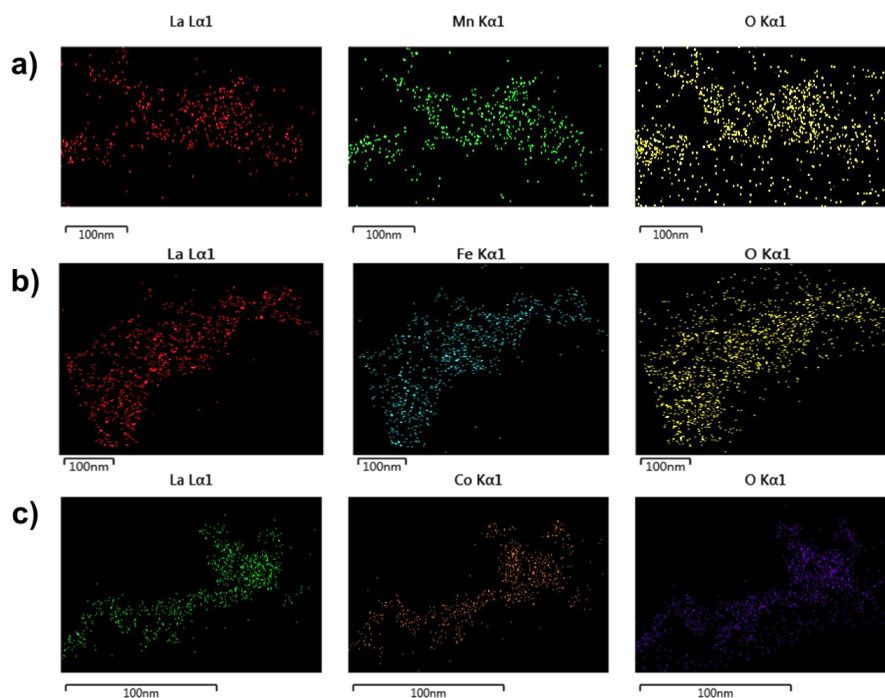 La Lα1 Mn Kα1 O Kα1
a)
100nm 100nm 100nm
La Lα1 Fe Kα1 O Kα1
b)
100nm 100nm 100nm
La Lα1 Co Kα1 O Kα1
c)
100nm 100nm 100nm